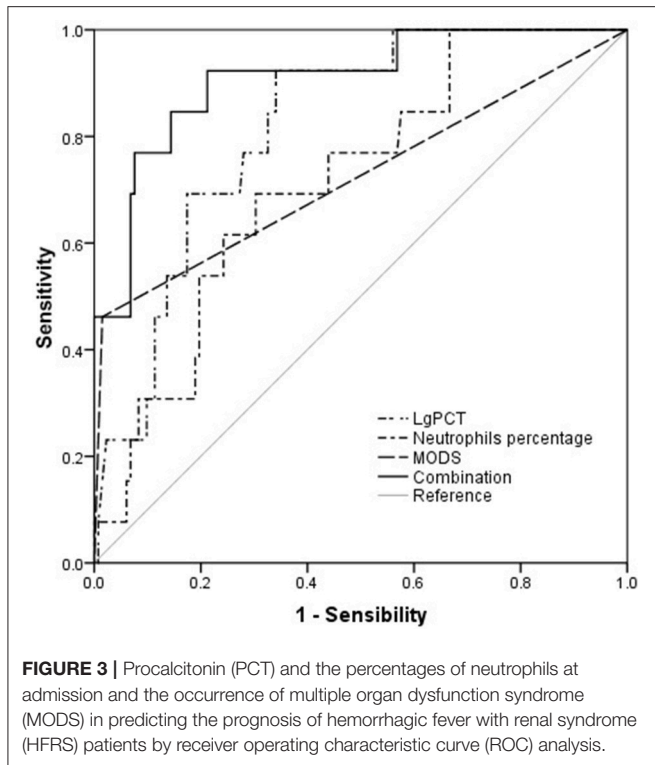 1.0
0.8
0.6
0.4
0.2
0.0
Sensitivity
LgPCT
Neutrophils percentage
MODS
Combination
Reference
0.0 0.2 0.4 0.6 0.8 1.0
1 - Sensibility
FIGURE 3 | Procalcitonin (PCT) and the percentages of neutrophils at
admission and the occurrence of multiple organ dysfunction syndrome
(MODS) in predicting the prognosis of hemorrhagic fever with renal syndrome
(HFRS) patients by receiver operating characteristic curve (ROC) analysis.